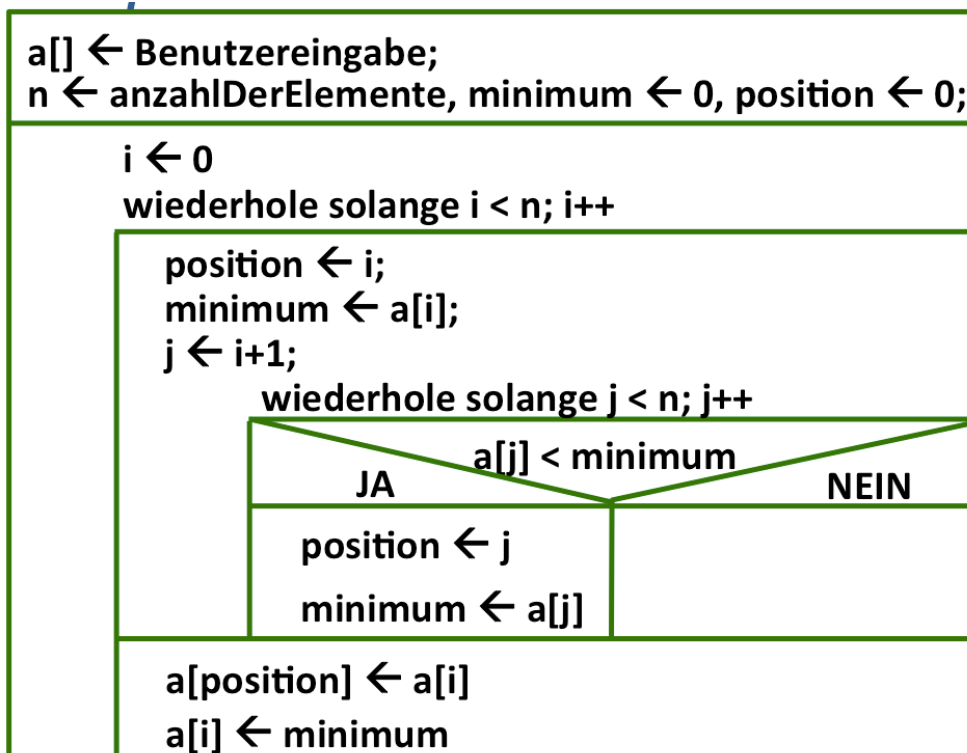 a[] ← Benutzereingabe;
n ← anzahlDerElemente, minimum ← 0, position ← 0;
i ← 0
wiederhole solange i < n; i++
position ← i;
minimum ← a[i];
j ← i+1;
wiederhole solange j < n; j++
a[j] < minimum
JA NEIN
position ← j
minimum ← a[j]
a[position] ← a[i]
a[i] ← minimum